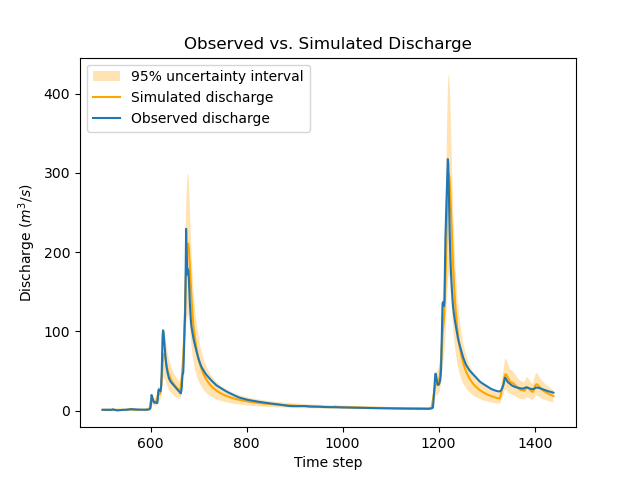 Observed vs. Simulated Discharge
95% uncertainty interval
Simulated discharge
Observed discharge
Discharge (m³/s)
400
300
200
100
0
600 800 1000 1200 1400
Time step